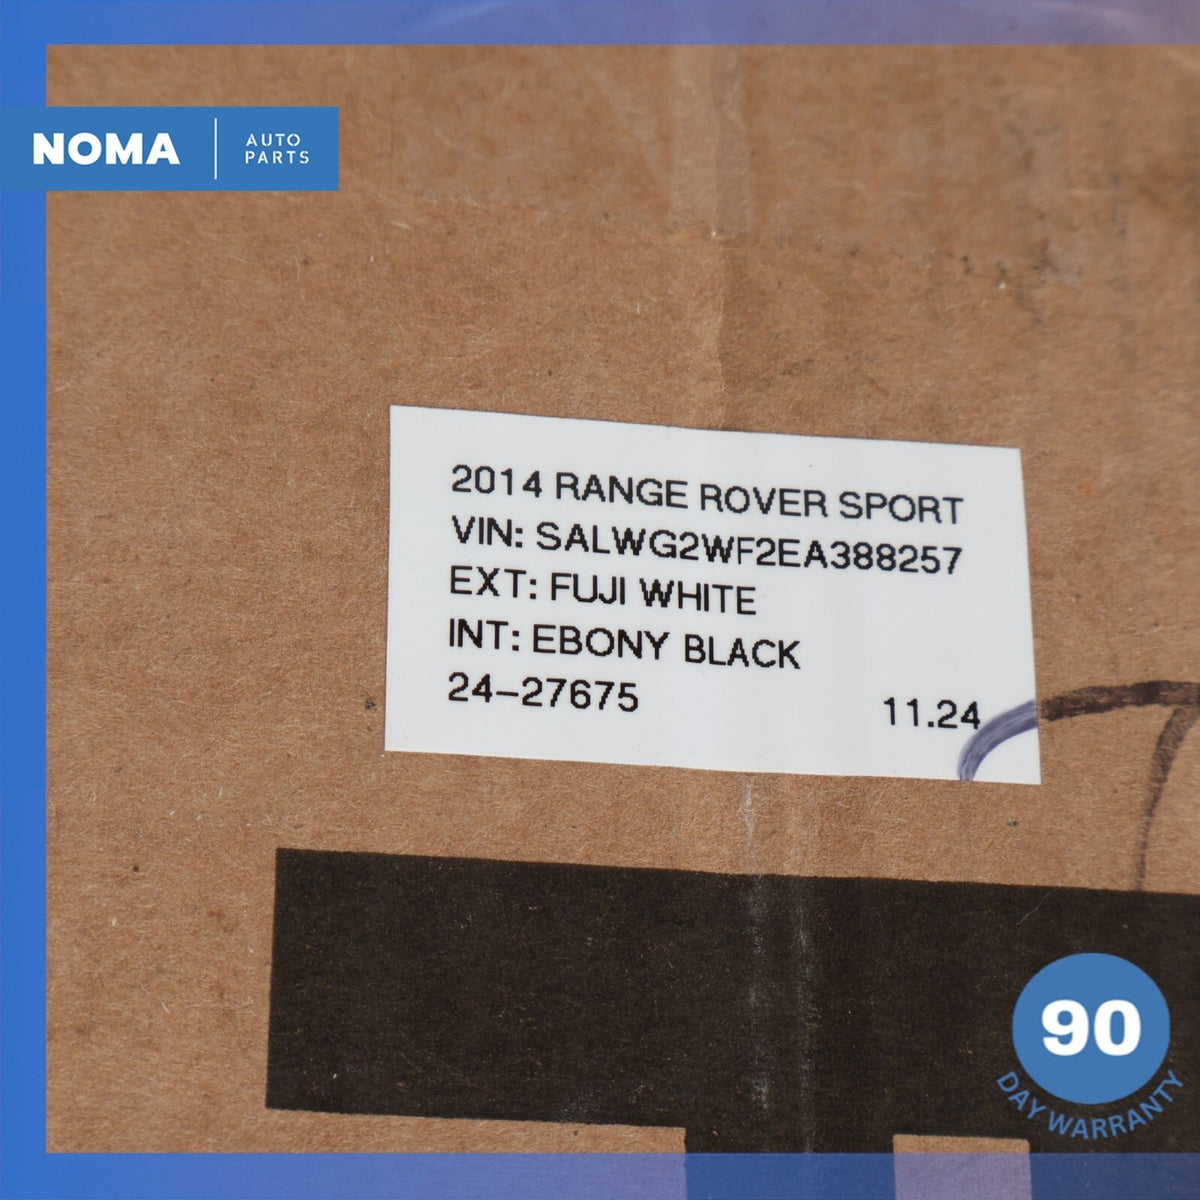 NOMA
AUTO
PARTS
2014 RANGE ROVER SPORT
VIN: SALWG2WF2EA388257
EXT: FUJI WHITE
INT: EBONY BLACK
24-27675
11.24
90
DAY WARRANTY